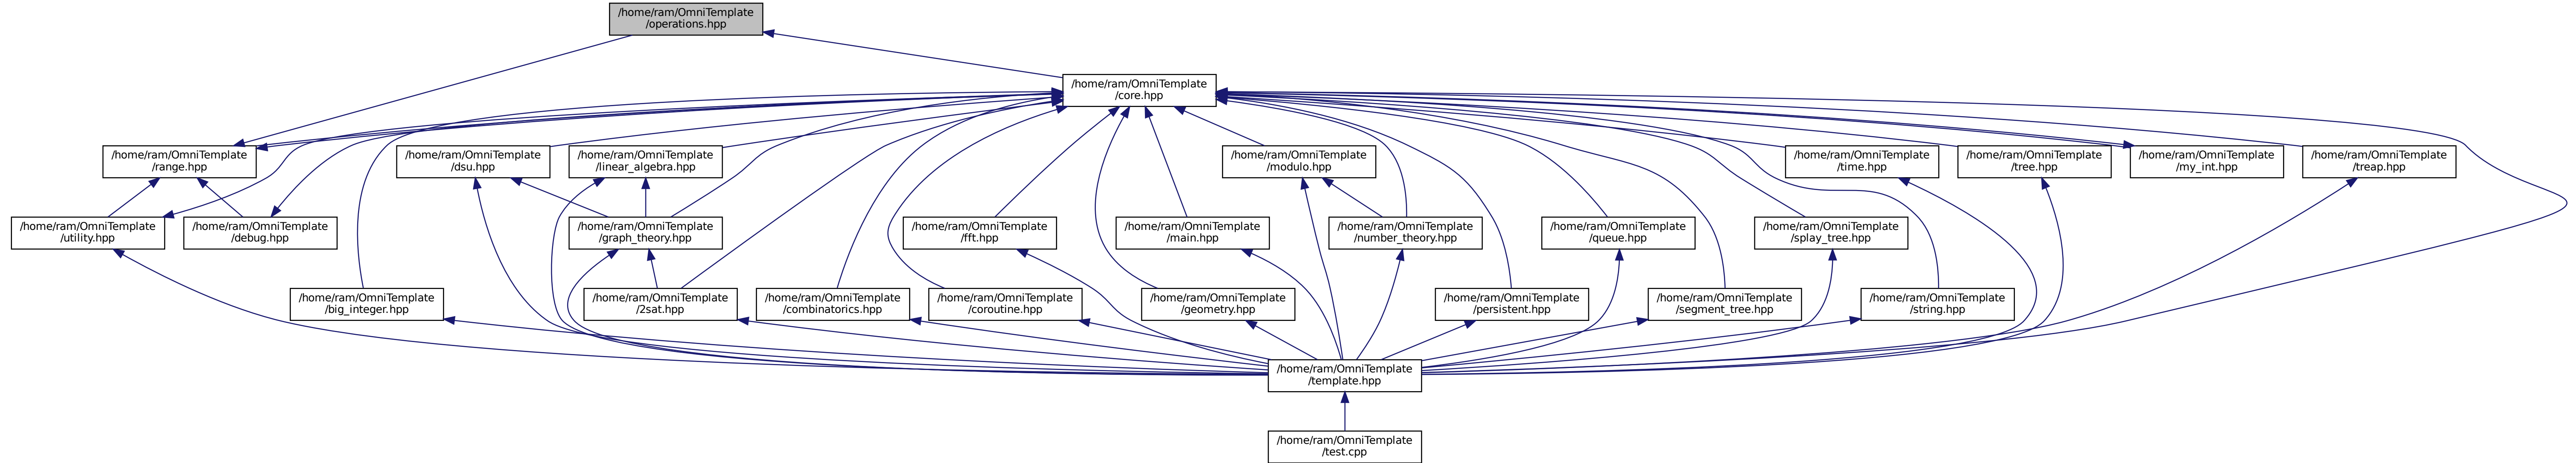 /home/ram/OmniTemplate
/operations.hpp
/home/ram/OmniTemplate
/core.hpp
/home/ram/OmniTemplate
/range.hpp
/home/ram/OmniTemplate
/dsu.hpp
/home/ram/OmniTemplate
/linear_algebra.hpp
/home/ram/OmniTemplate
/modulo.hpp
/home/ram/OmniTemplate
/time.hpp
/home/ram/OmniTemplate
/tree.hpp
/home/ram/OmniTemplate
/my_int.hpp
/home/ram/OmniTemplate
/treap.hpp
/home/ram/OmniTemplate
/utility.hpp
/home/ram/OmniTemplate
/debug.hpp
/home/ram/OmniTemplate
/graph_theory.hpp
/home/ram/OmniTemplate
/fft.hpp
/home/ram/OmniTemplate
/main.hpp
/home/ram/OmniTemplate
/number_theory.hpp
/home/ram/OmniTemplate
/queue.hpp
/home/ram/OmniTemplate
/splay_tree.hpp
/home/ram/OmniTemplate
/big_integer.hpp
/home/ram/OmniTemplate
/2sat.hpp
/home/ram/OmniTemplate
/combinatorics.hpp
/home/ram/OmniTemplate
/coroutine.hpp
/home/ram/OmniTemplate
/geometry.hpp
/home/ram/OmniTemplate
/persistent.hpp
/home/ram/OmniTemplate
/segment_tree.hpp
/home/ram/OmniTemplate
/string.hpp
/home/ram/OmniTemplate
/template.hpp
/home/ram/OmniTemplate
/test.cpp